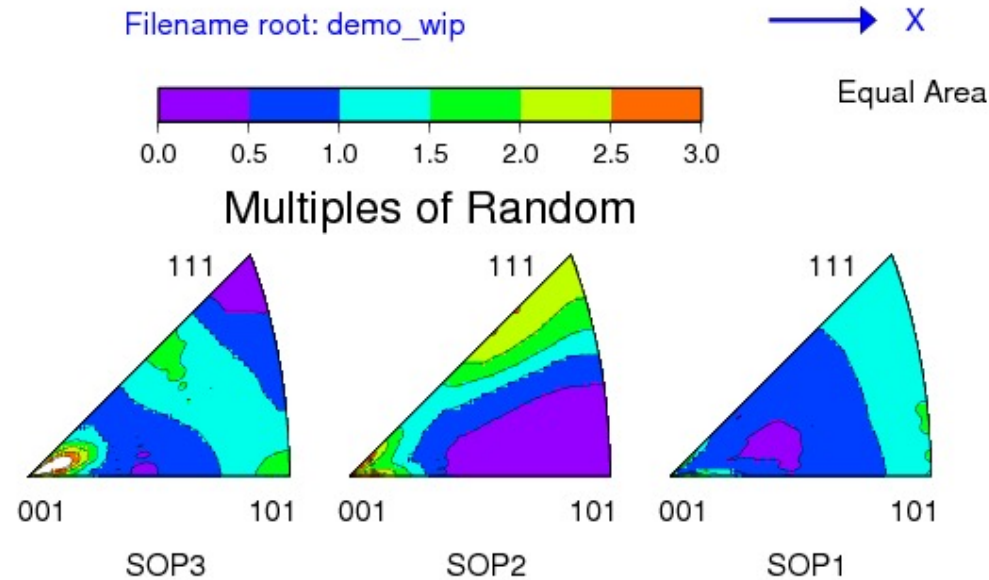 Filename root: demo_wip
X
Equal Area
0.0 0.5 1.0 1.5 2.0 2.5 3.0
Multiples of Random
111 111 111
001 101 001 101 001 101
SOP3 SOP2 SOP1